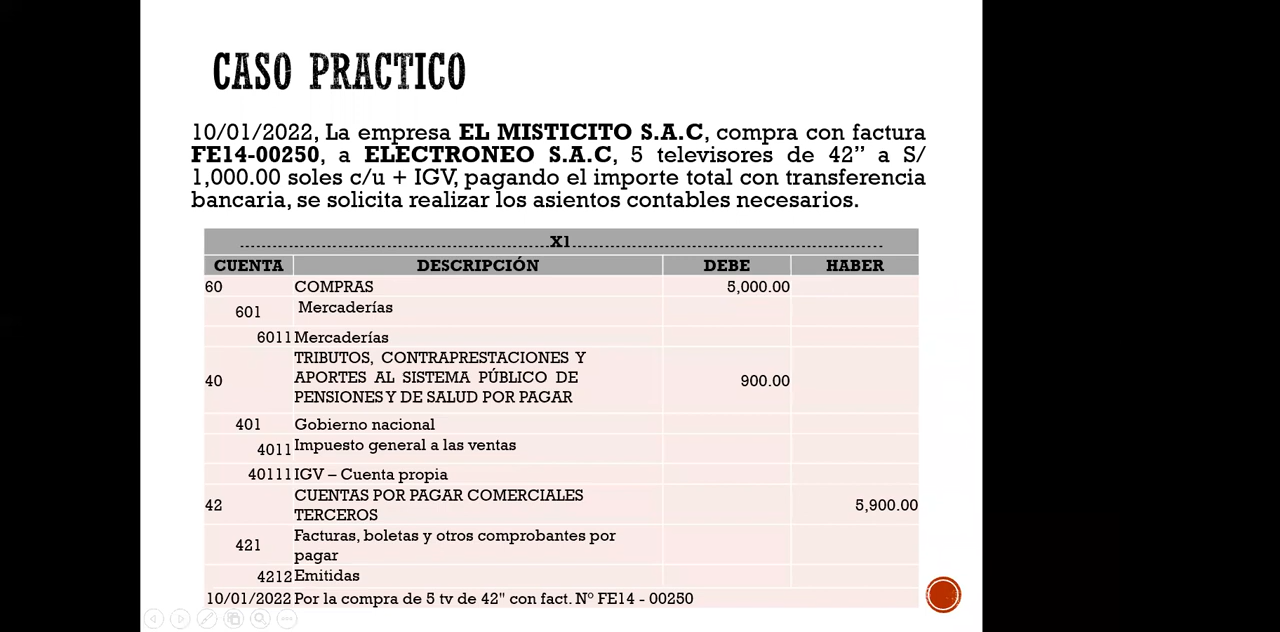 CASO PRACTICO
10/01/2022, La empresa EL MISTICITO S.A.C, compra con factura
FE14-00250, a ELECTRONEO S.A.C, 5 televisores de 42” a S/
1,000.00 soles c/u + IGV, pagando el importe total con transferencia
bancaria, se solicita realizar los asientos contables necesarios.
X1
CUENTA DESCRIPCIÓN DEBE HABER
60 COMPRAS 5,000.00
601 Mercaderías
6011 Mercaderías
TRIBUTOS, CONTRAPRESTACIONES Y
40 APORTES AL SISTEMA PÚBLICO DE 900.00
PENSIONES Y DE SALUD POR PAGAR
401 Gobierno nacional
4011 Impuesto general a las ventas
40111 IGV – Cuenta propia
42 CUENTAS POR PAGAR COMERCIALES 5,900.00
TERCEROS
421 Facturas, boletas y otros comprobantes por
pagar
4212 Emitidas
10/01/2022 Por la compra de 5 tv de 42" con fact. N° FE14 - 00250